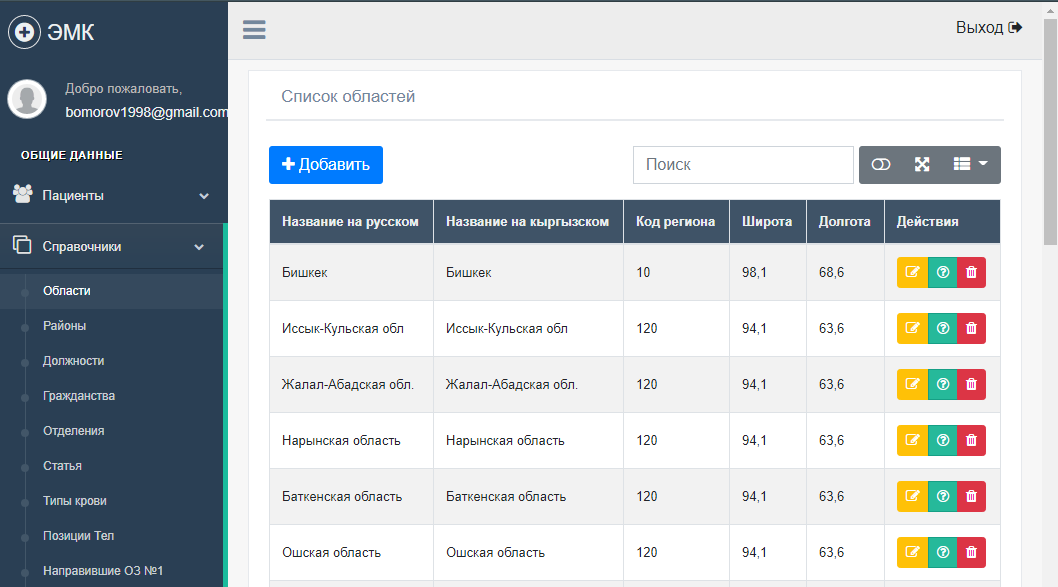 ЭМК
Добро пожаловать,
bomorov1998@gmail.com
ОБЩИЕ ДАННЫЕ
Пациенты
Справочники
Области
Районы
Должности
Гражданства
Отделения
Статья
Типы крови
Позиции Тел
Направившие ОЗ №1
Выход
Список областей
Добавить
Поиск
Название на русском Название на кыргызском Код региона Широта Долгота Действия
Бишкек Бишкек 10 98,1 68,6
Иссык-Кульская обл Иссык-Кульская обл 120 94,1 63,6
Жалал-Абадская обл. Жалал-Абадская обл. 120 94,1 63,6
Нарынская область Нарынская область 120 94,1 63,6
Баткенская область Баткенская область 120 94,1 63,6
Ошская область Ошская область 120 94,1 63,6